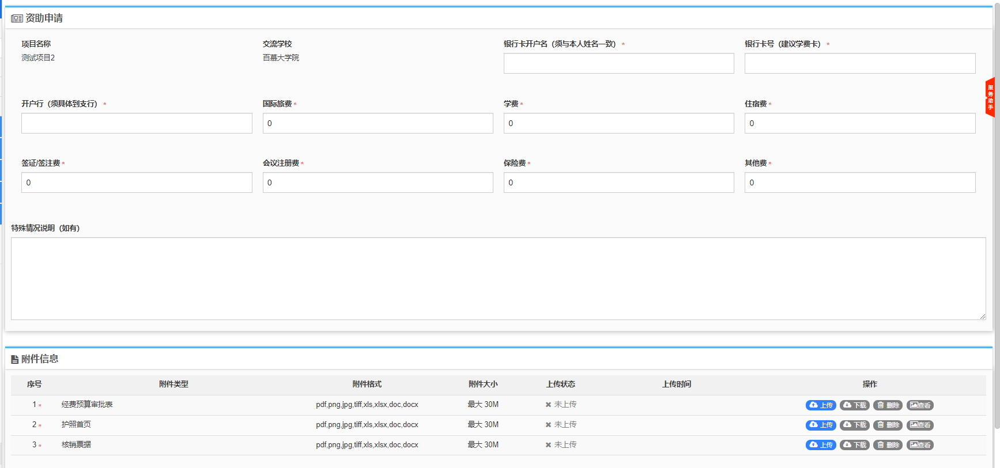 资助申请
项目名称
测试项目2
交流学校
百慕大学院
银行卡开户名（须与本人姓名一致） *
银行卡号（建议学费卡） *
开户行（须具体到支行） *
国际旅费 *
0
学费 *
0
住宿费 *
0
签证/签注费 *
0
会议注册费 *
0
保险费 *
0
其他费 *
0
特殊情况说明（如有）
服务助手
附件信息
序号 附件类型 附件格式 附件大小 上传状态 上传时间 操作
1 * 经费预算审批表 pdf,png,jpg,tiff,xls,xlsx,doc,docx 最大 30M 未上传 上传 下载 删除 查看
2 * 护照首页 pdf,png,jpg,tiff,xls,xlsx,doc,docx 最大 30M 未上传 上传 下载 删除 查看
3 * 核销票据 pdf,png,jpg,tiff,xls,xlsx,doc,docx 最大 30M 未上传 上传 下载 删除 查看